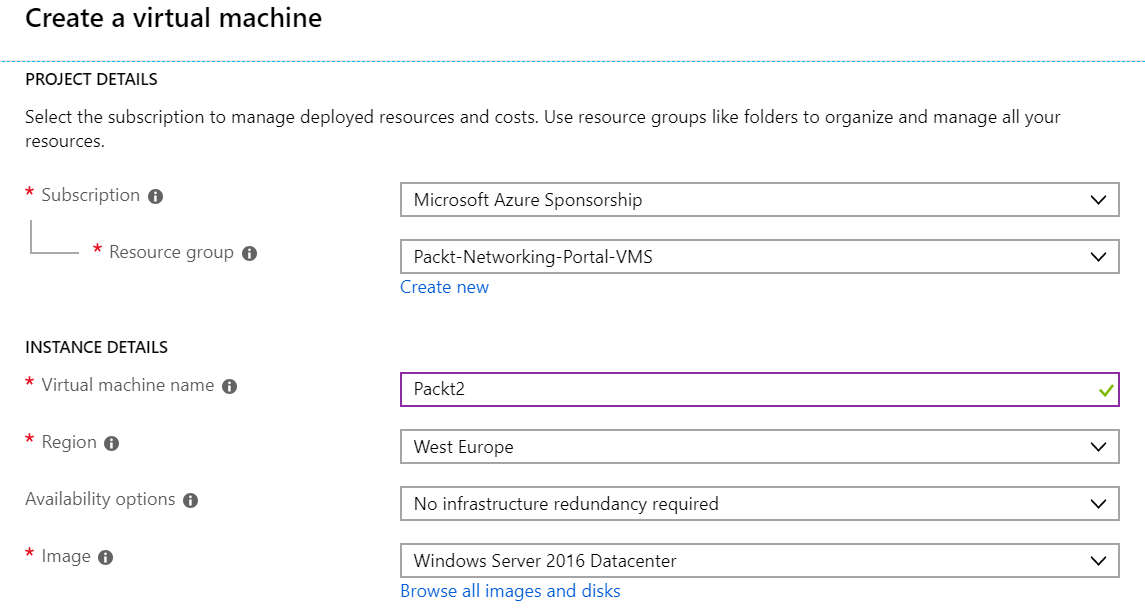 Create a virtual machine
PROJECT DETAILS
Select the subscription to manage deployed resources and costs. Use resource groups like folders to organize and manage all your
resources.
* Subscription
Microsoft Azure Sponsorship
* Resource group
Packt-Networking-Portal-VMS
Create new
INSTANCE DETAILS
* Virtual machine name
Packt2
* Region
West Europe
Availability options
No infrastructure redundancy required
* Image
Windows Server 2016 Datacenter
Browse all images and disks